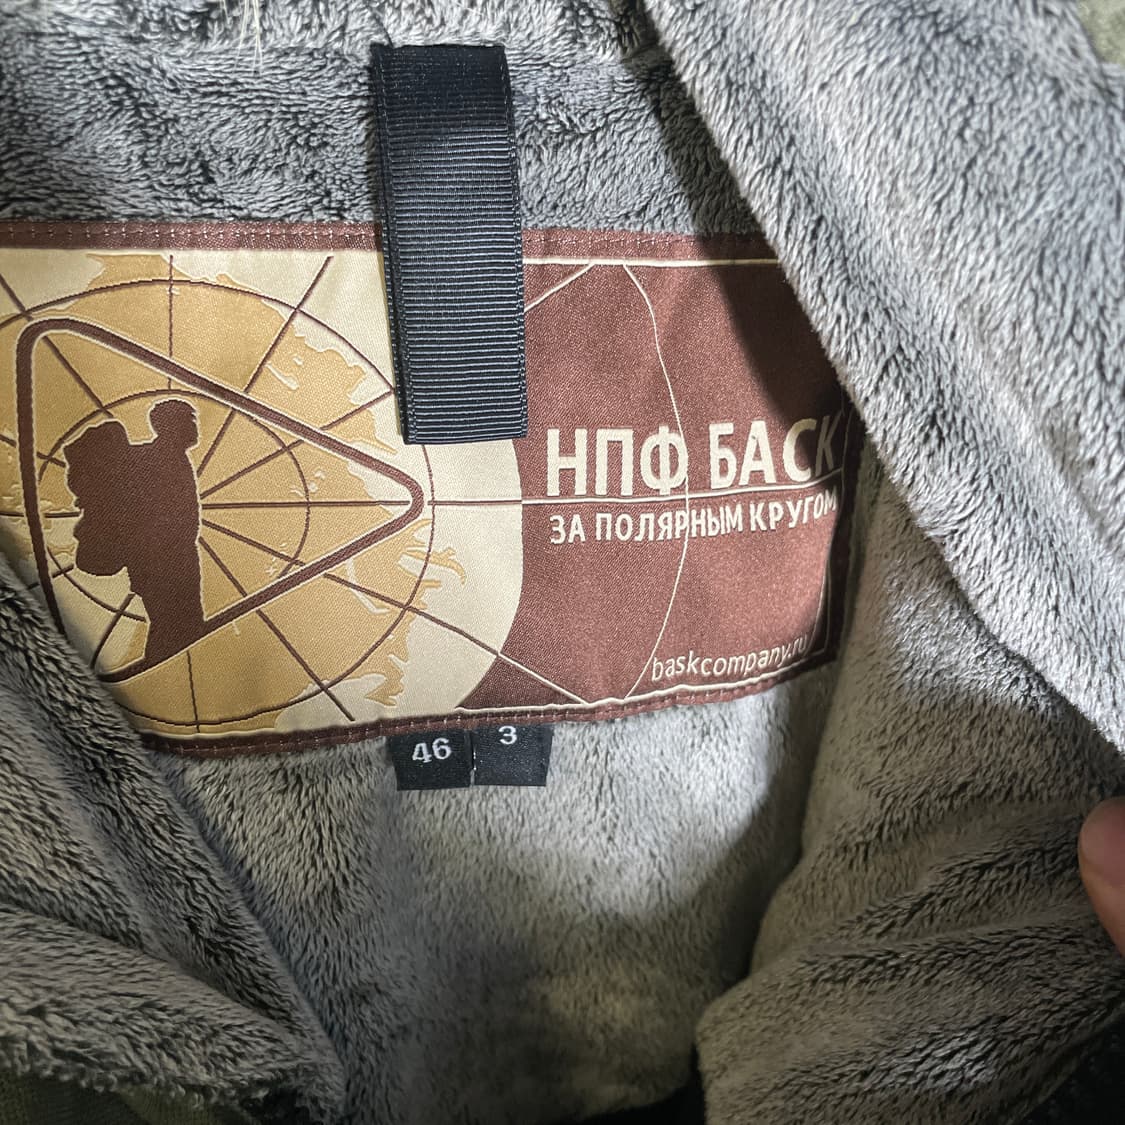 НПФ БАСК
ЗА ПОЛЯРНЫМ КРУГОМ
baskcompany.ru
46
3